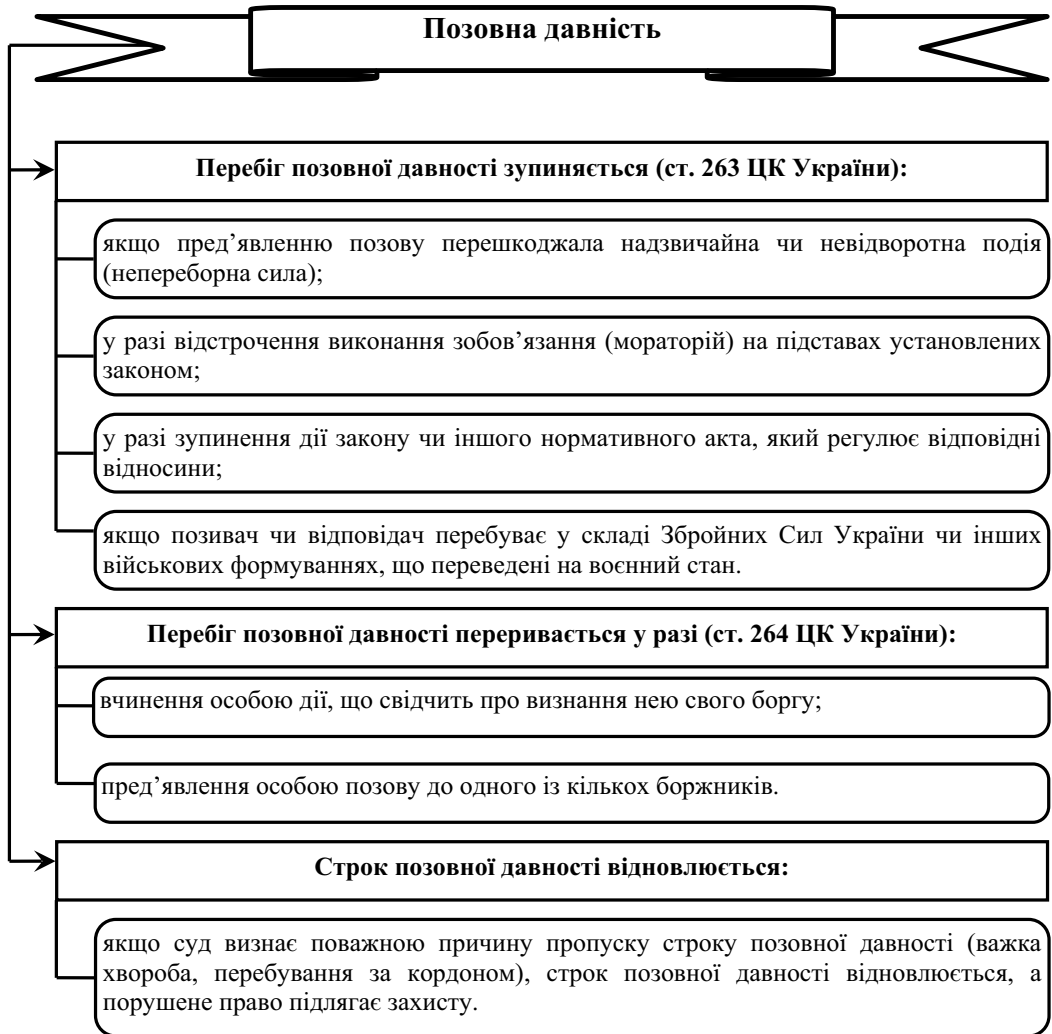 Позовна давність
Перебіг позовної давності зупиняється (ст. 263 ЦК України):
якщо пред’явленню позову перешкоджала надзвичайна чи невідворотна подія
(непереборна сила);
у разі відстрочення виконання зобов’язання (мораторій) на підставах установлених
законом;
у разі зупинення дії закону чи іншого нормативного акта, який регулює відповідні
відносини;
якщо позивач чи відповідач перебуває у складі Збройних Сил України чи інших
військових формуваннях, що переведені на воєнний стан.
Перебіг позовної давності переривається у разі (ст. 264 ЦК України):
вчинення особою дії, що свідчить про визнання нею свого боргу;
пред’явлення особою позову до одного із кількох боржників.
Строк позовної давності відновлюється:
якщо суд визнає поважною причину пропуску строку позовної давності (важка
хвороба, перебування за кордоном), строк позовної давності відновлюється, а
порушене право підлягає захисту.